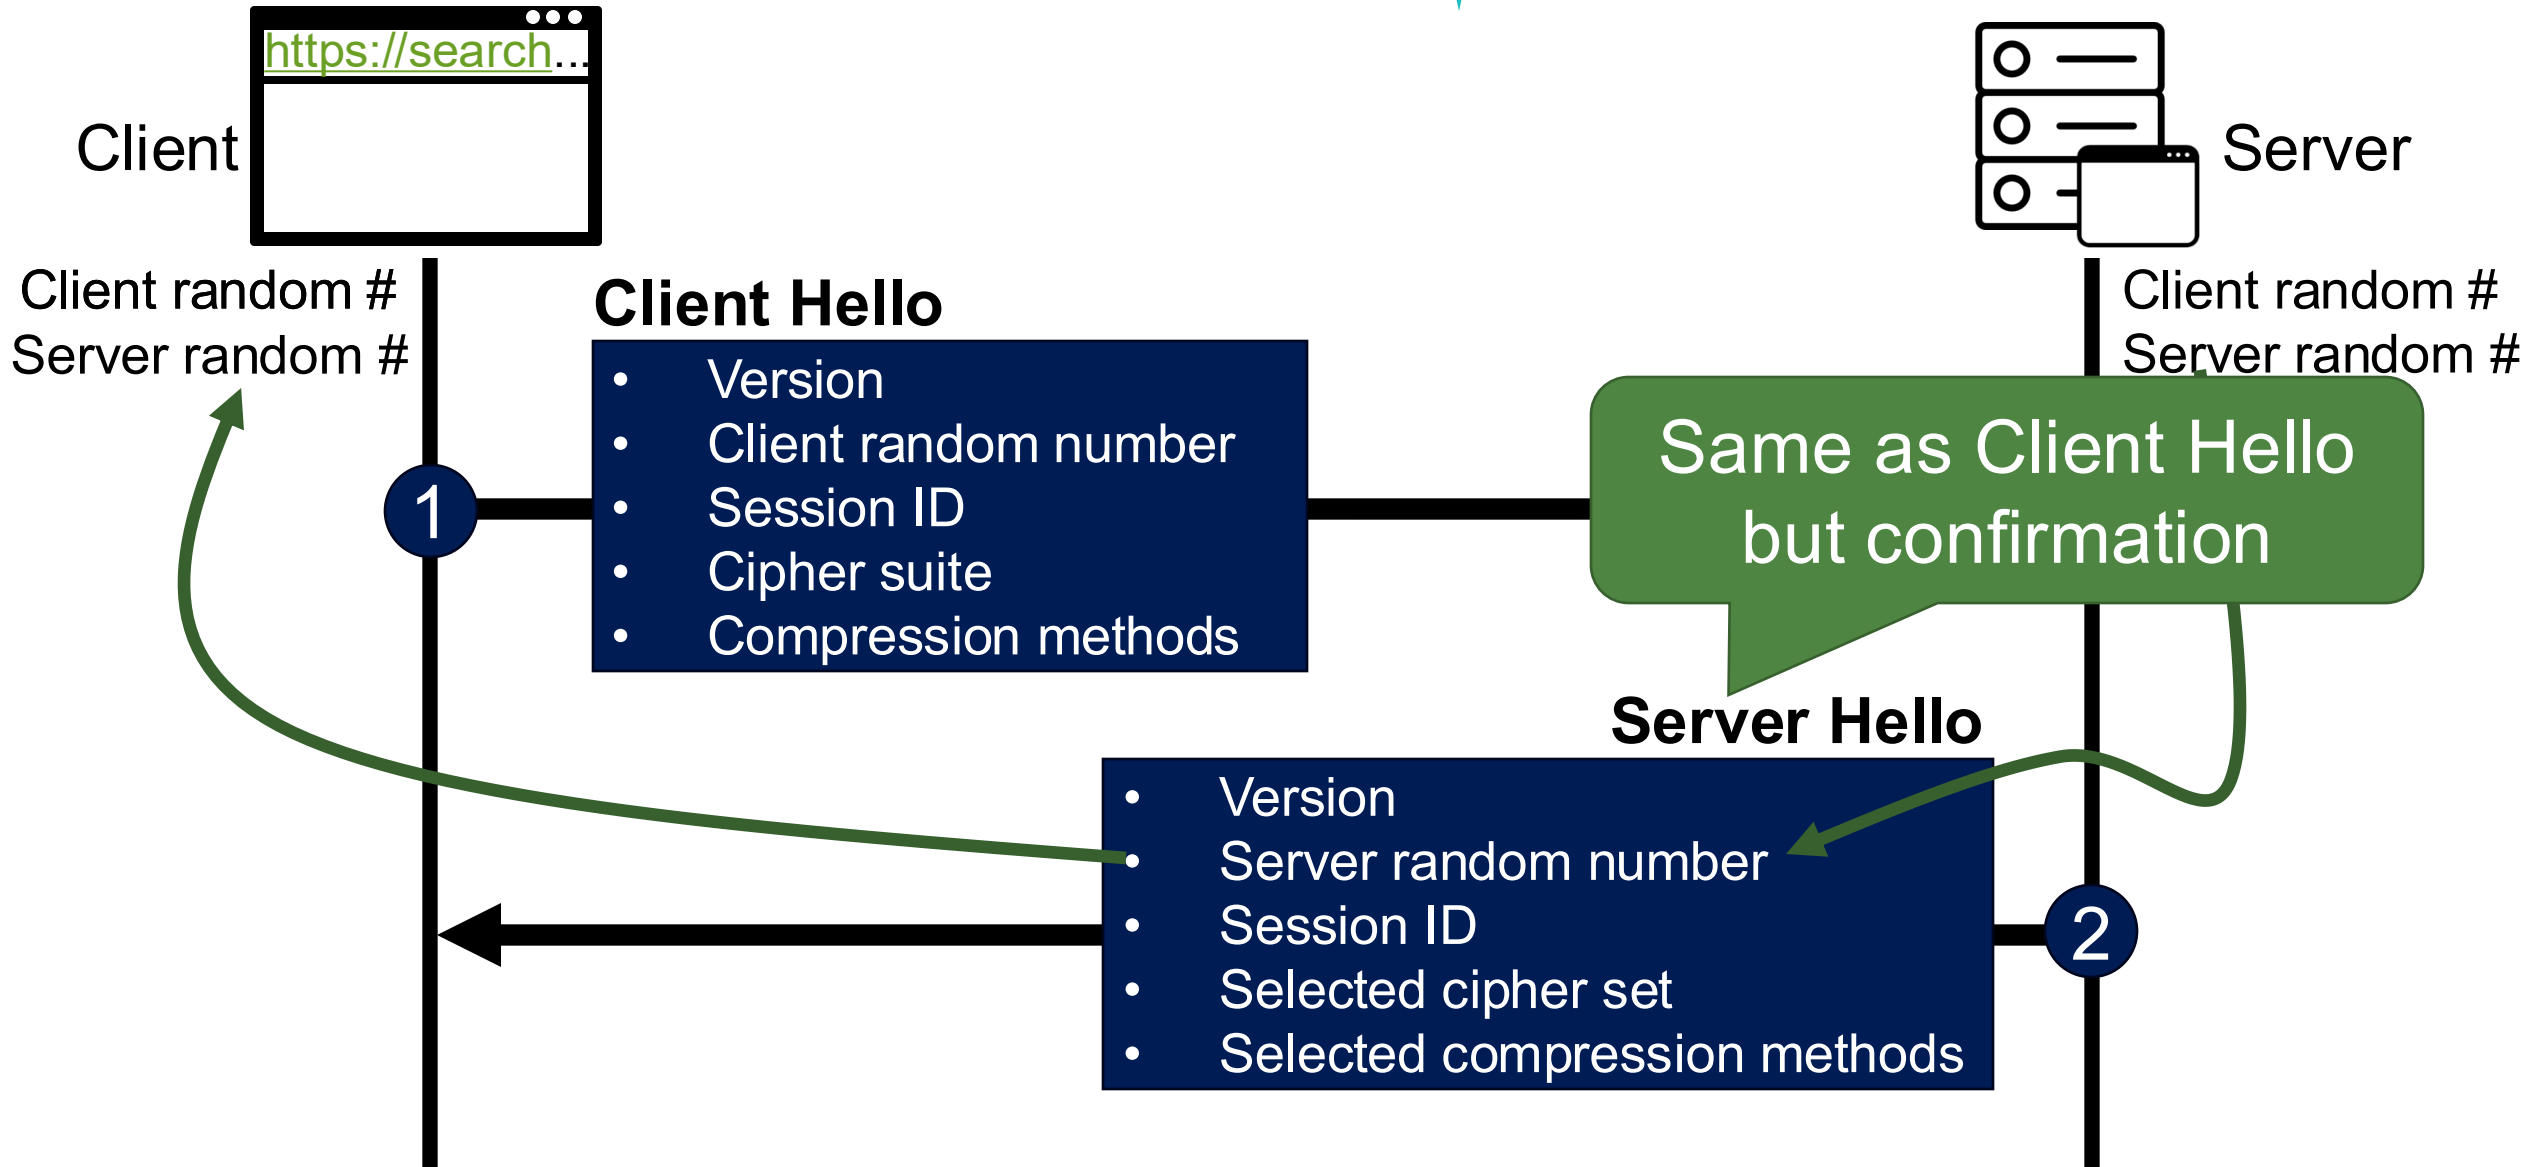 https://search...
Client
Server
Client random #
Server random #
Client random #
Server random #
Client Hello
• Version
• Client random number
• Session ID
• Cipher suite
• Compression methods
1
Same as Client Hello
but confirmation
Server Hello
• Version
• Server random number
• Session ID
• Selected cipher set
• Selected compression methods
2